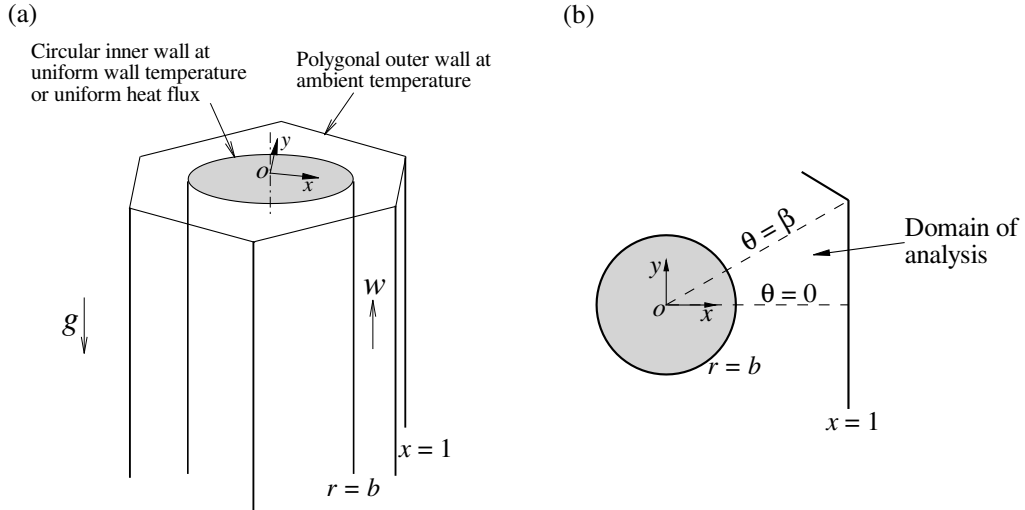 (a)
Circular inner wall at
uniform wall temperature
or uniform heat flux
Polygonal outer wall at
ambient temperature
y
o
x
g
w
x = 1
r = b
(b)
θ = β
Domain of
analysis
y
θ = 0
o
x
r = b
x = 1